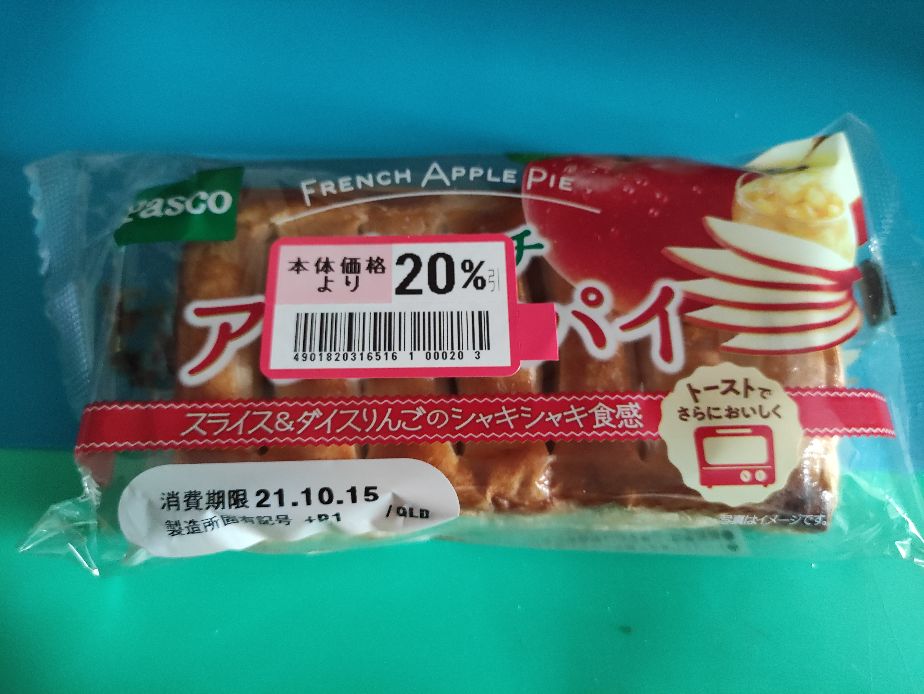 Pasco
FRENCH APPLE PIE
チ
ア パイ
本体価格
より
20%引
4901820316516 1 00020 3
スライス&ダイスりんごのシャキシャキ食感
トーストで
さらにおいしく
消費期限 21.10.15
製造所固有記号 +P1 /QLB
写真はイメージです。